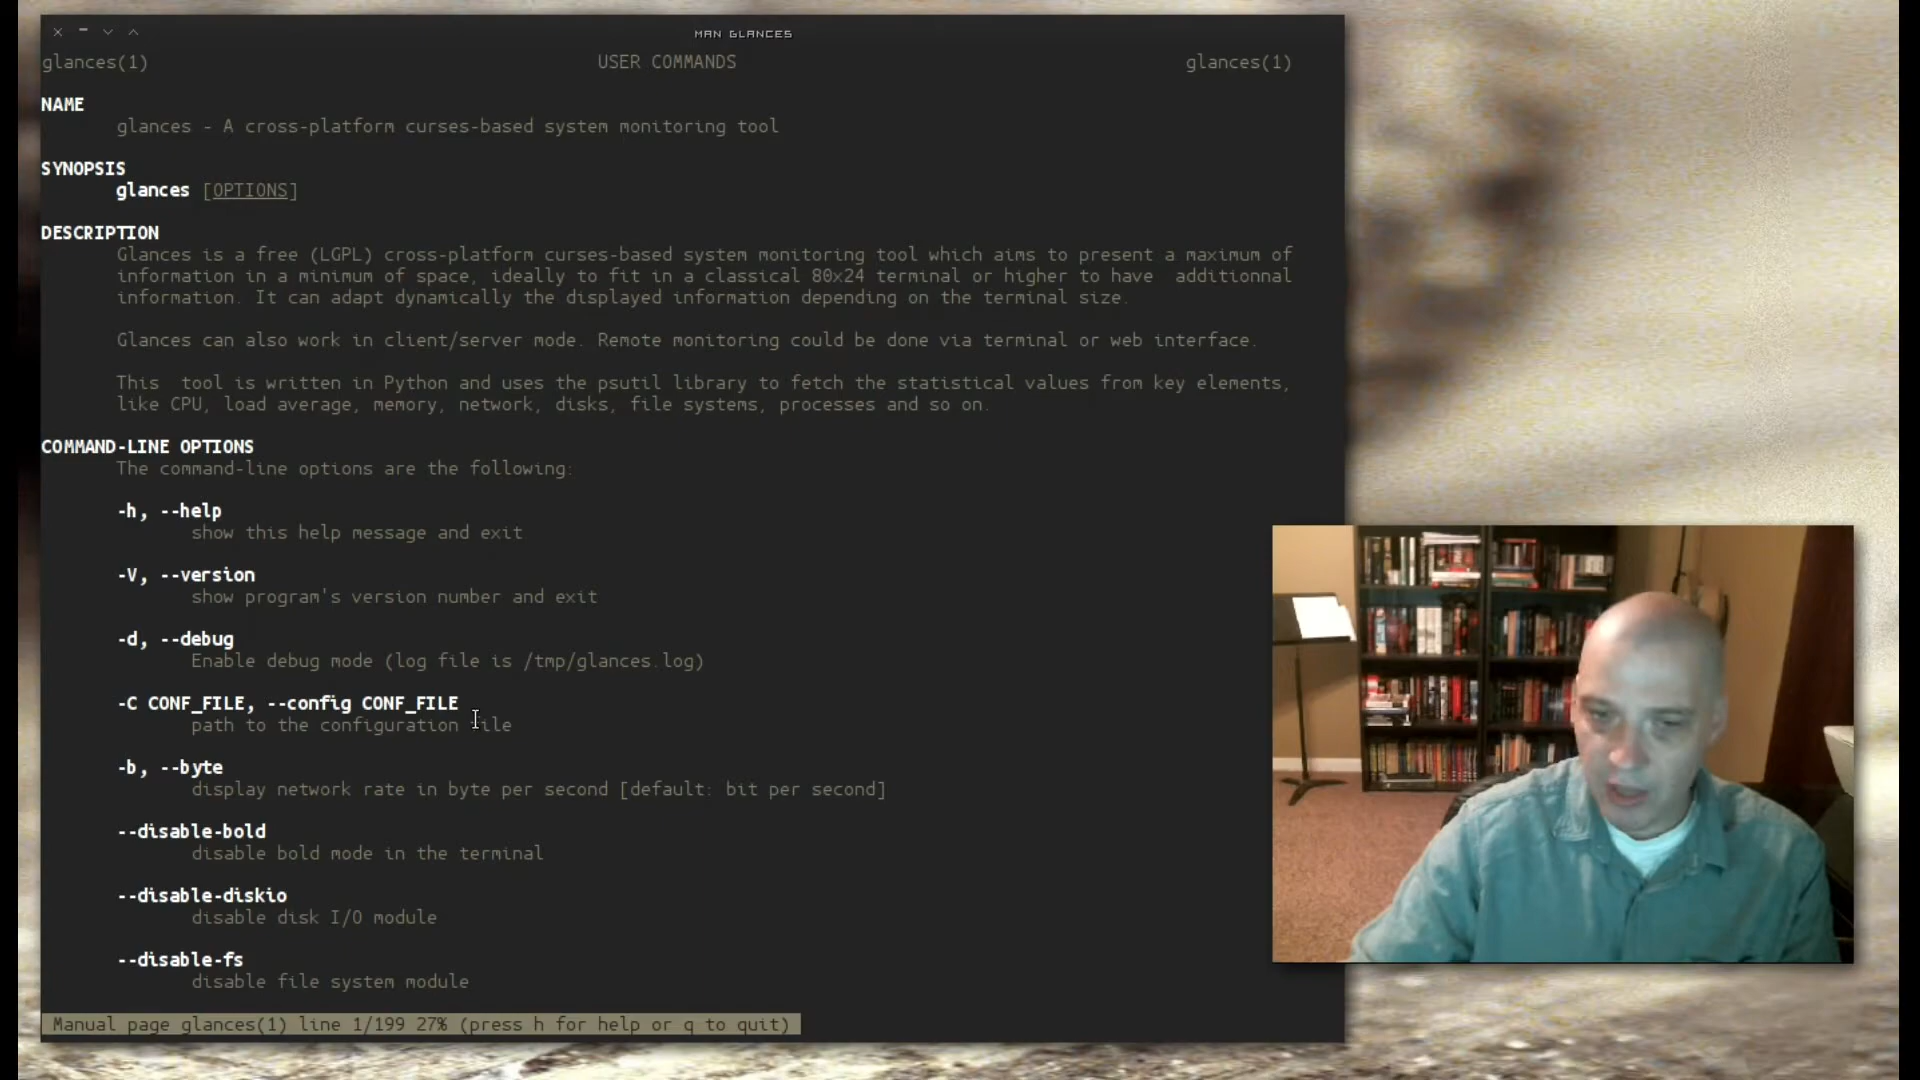 MAN GLANCES
glances(1) USER COMMANDS glances(1)
NAME
glances - A cross-platform curses-based system monitoring tool
SYNOPSIS
glances [OPTIONS]
DESCRIPTION
Glances is a free (LGPL) cross-platform curses-based system monitoring tool which aims to present a maximum of
information in a minimum of space, ideally to fit in a classical 80x24 terminal or higher to have additionnal
information. It can adapt dynamically the displayed information depending on the terminal size.
Glances can also work in client/server mode. Remote monitoring could be done via terminal or web interface.
This tool is written in Python and uses the psutil library to fetch the statistical values from key elements,
like CPU, load average, memory, network, disks, file systems, processes and so on.
COMMAND-LINE OPTIONS
The command-line options are the following:
-h, --help
show this help message and exit
-V, --version
show program's version number and exit
-d, --debug
Enable debug mode (log file is /tmp/glances.log)
-C CONF_FILE, --config CONF_FILE
path to the configuration file
-b, --byte
display network rate in byte per second [default: bit per second]
--disable-bold
disable bold mode in the terminal
--disable-diskio
disable disk I/O module
--disable-fs
disable file system module
Manual page glances(1) line 1/199 27% (press h for help or q to quit)